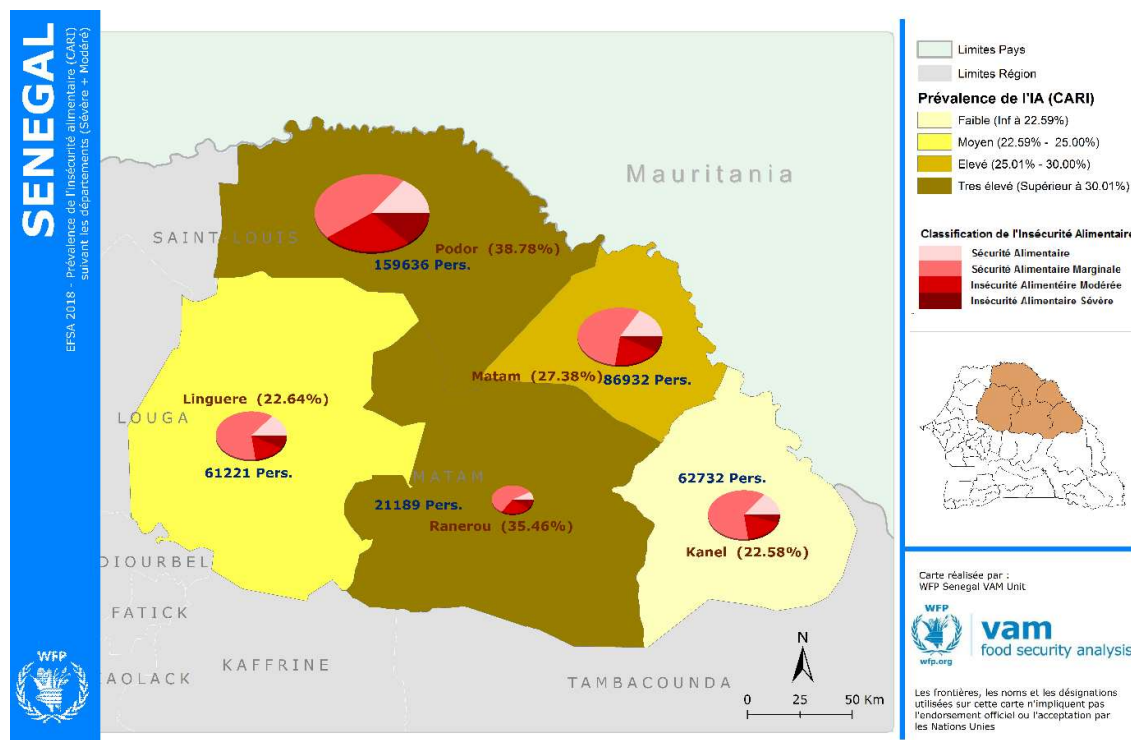 SENEGAL
EFSA 2018 - Prévalence de l'insécurité alimentaire (CARI)
suivant les départements (Sévère + Modéré)
WFP
Mauritania
SAINT-LOUIS
Podor (38.78%)
159636 Pers.
Matam (27.38%)
86932 Pers.
Linguere (22.64%)
LOUGA
61221 Pers.
MATAM
21189 Pers.
Ranerou (35.46%)
62732 Pers.
Kanel (22.58%)
DIOURBEL
FATICK
KAFFRINE
AOLACK
TAMBACOUNDA
N
0 25 50 Km
Limites Pays
Limites Région
Prévalence de l'IA (CARI)
Faible (Inf à 22.59%)
Moyen (22.59% - 25.00%)
Elevé (25.01% - 30.00%)
Tres élevé (Supérieur à 30.01%)
Classification de l'Insécurité Alimentaire
Sécurité Alimentaire
Sécurité Alimentaire Marginale
Insécurité Alimentéire Modérée
Insécurité Alimentaire Sévère
Carte réalisée par :
WFP Senegal VAM Unit
WFP
wfp.org
vam
food security analysis
Les frontières, les noms et les désignations
utilisées sur cette carte n'impliquent pas
l'endorsement officiel ou l'acceptation par
les Nations Unies